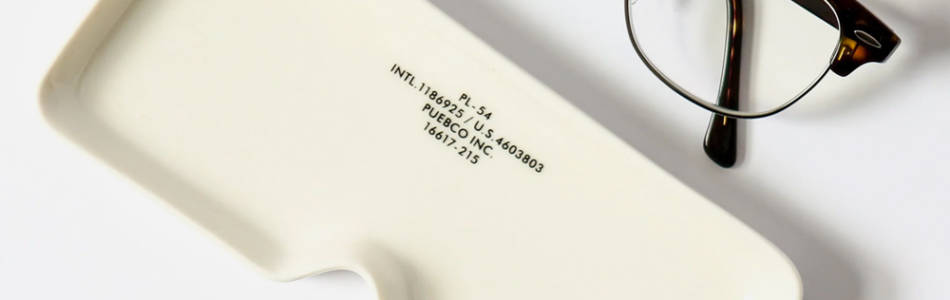 PL-54
INTL.1186925 / U.S.4603803
PUEBCO INC.
16617-215